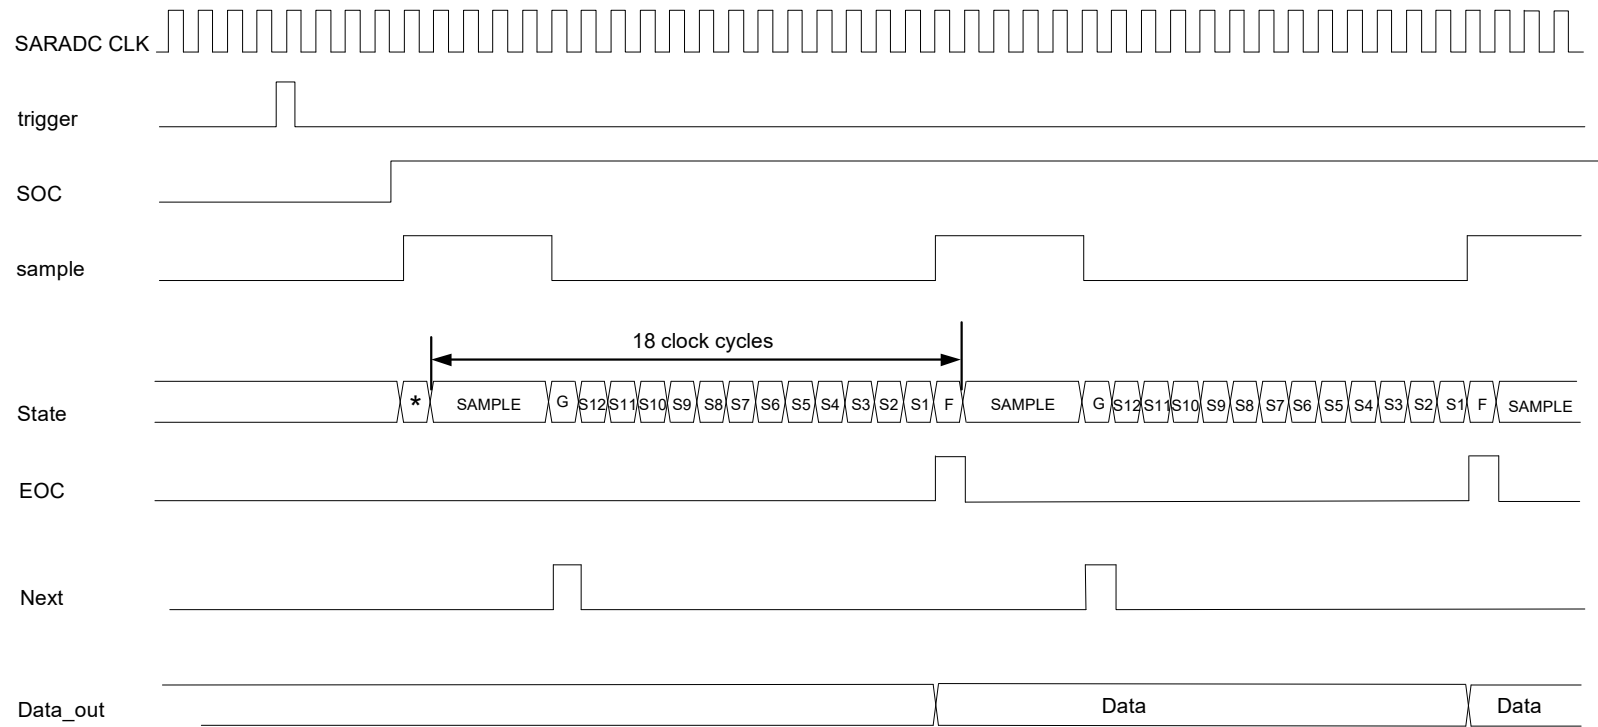 SARADC CLK
trigger
SOC
sample
18 clock cycles
State * SAMPLE G S12 S11 S10 S9 S8 S7 S6 S5 S4 S3 S2 S1 F SAMPLE G S12 S11 S10 S9 S8 S7 S6 S5 S4 S3 S2 S1 F SAMPLE
EOC
Next
Data_out Data Data